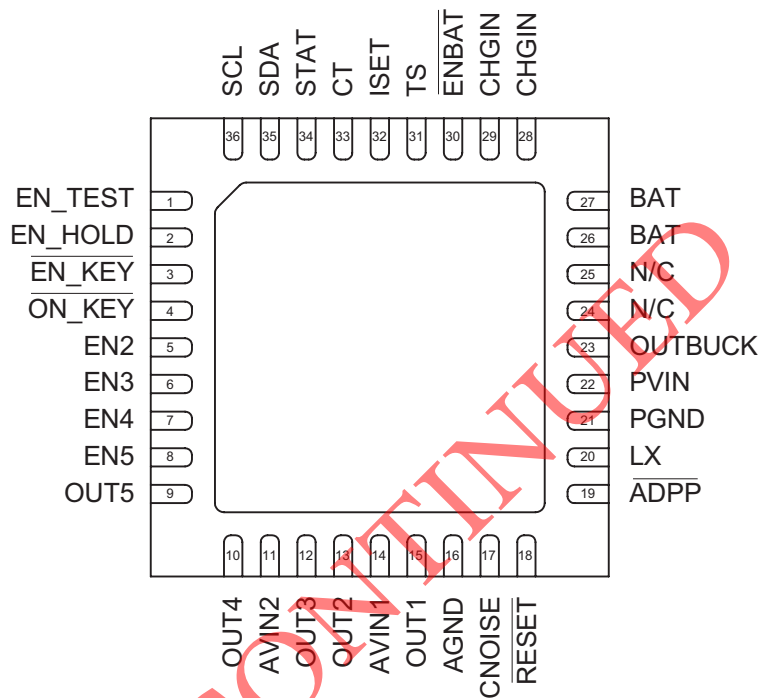 SCL
SDA
STAT
CT
ISET
TS
ENBAT
CHGIN
CHGIN
36
35
34
33
32
31
30
29
28
EN_TEST 1
EN_HOLD 2
EN_KEY 3
ON_KEY 4
EN2 5
EN3 6
EN4 7
EN5 8
OUT5 9
27 BAT
26 BAT
25 N/C
24 N/C
23 OUTBUCK
22 PVIN
21 PGND
20 LX
19 ADPP
10
11
12
13
14
15
16
17
18
OUT4
AVIN2
OUT3
OUT2
AVIN1
OUT1
AGND
CNOISE
RESET
CONTINUED